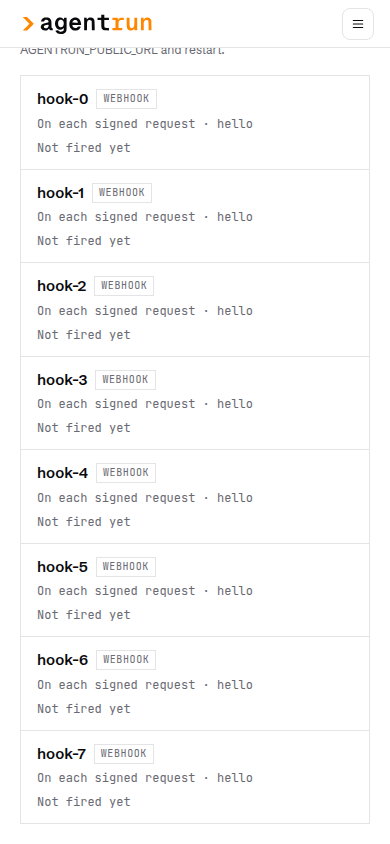 agentrun
AGENTRUN_PUBLIC_URL and restart.
hook-0 WEBHOOK
On each signed request · hello
Not fired yet
hook-1 WEBHOOK
On each signed request · hello
Not fired yet
hook-2 WEBHOOK
On each signed request · hello
Not fired yet
hook-3 WEBHOOK
On each signed request · hello
Not fired yet
hook-4 WEBHOOK
On each signed request · hello
Not fired yet
hook-5 WEBHOOK
On each signed request · hello
Not fired yet
hook-6 WEBHOOK
On each signed request · hello
Not fired yet
hook-7 WEBHOOK
On each signed request · hello
Not fired yet